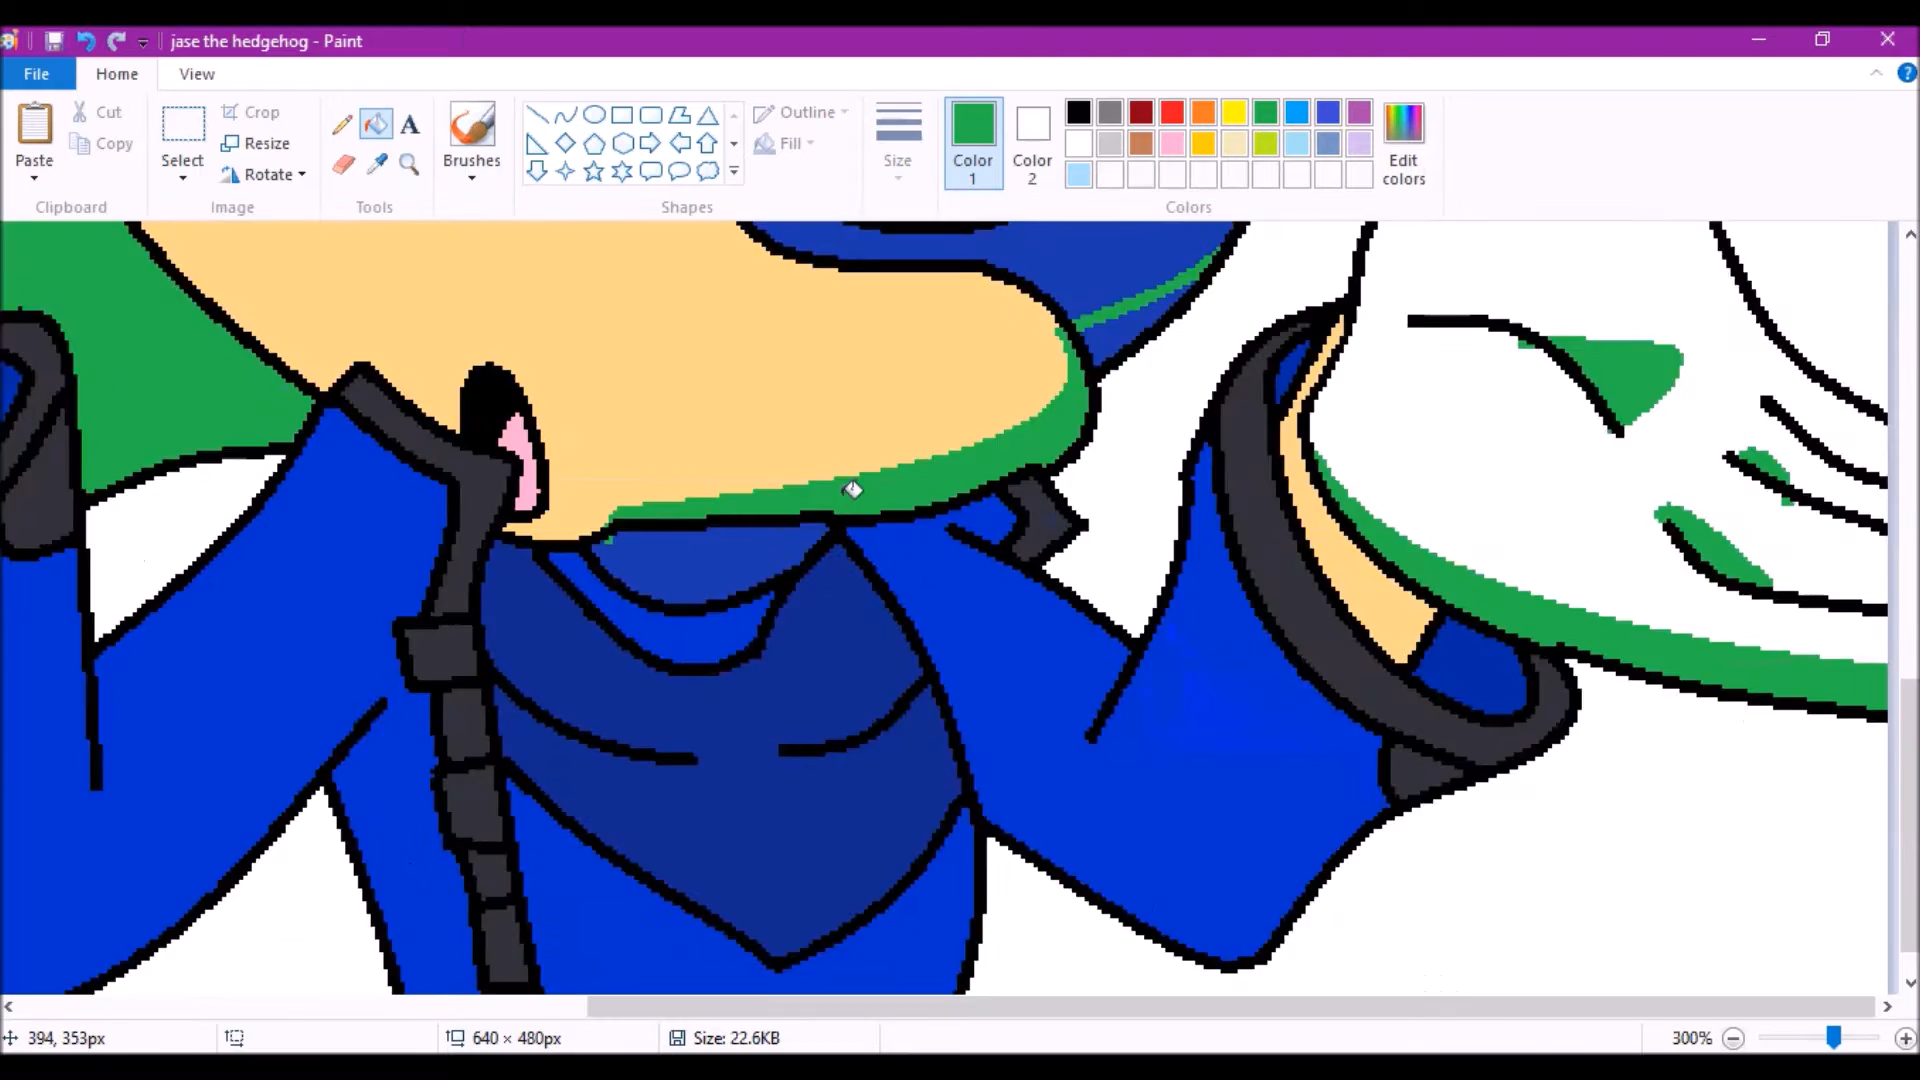 jase the hedgehog - Paint
File Home View
Paste
Cut
Copy
Clipboard
Select
Crop
Resize
Rotate
Image
A
Tools
Brushes
Shapes
Outline
Fill
Size
Color 1
Color 2
Edit colors
Colors
394, 353px
640 × 480px
Size: 22.6KB
300%